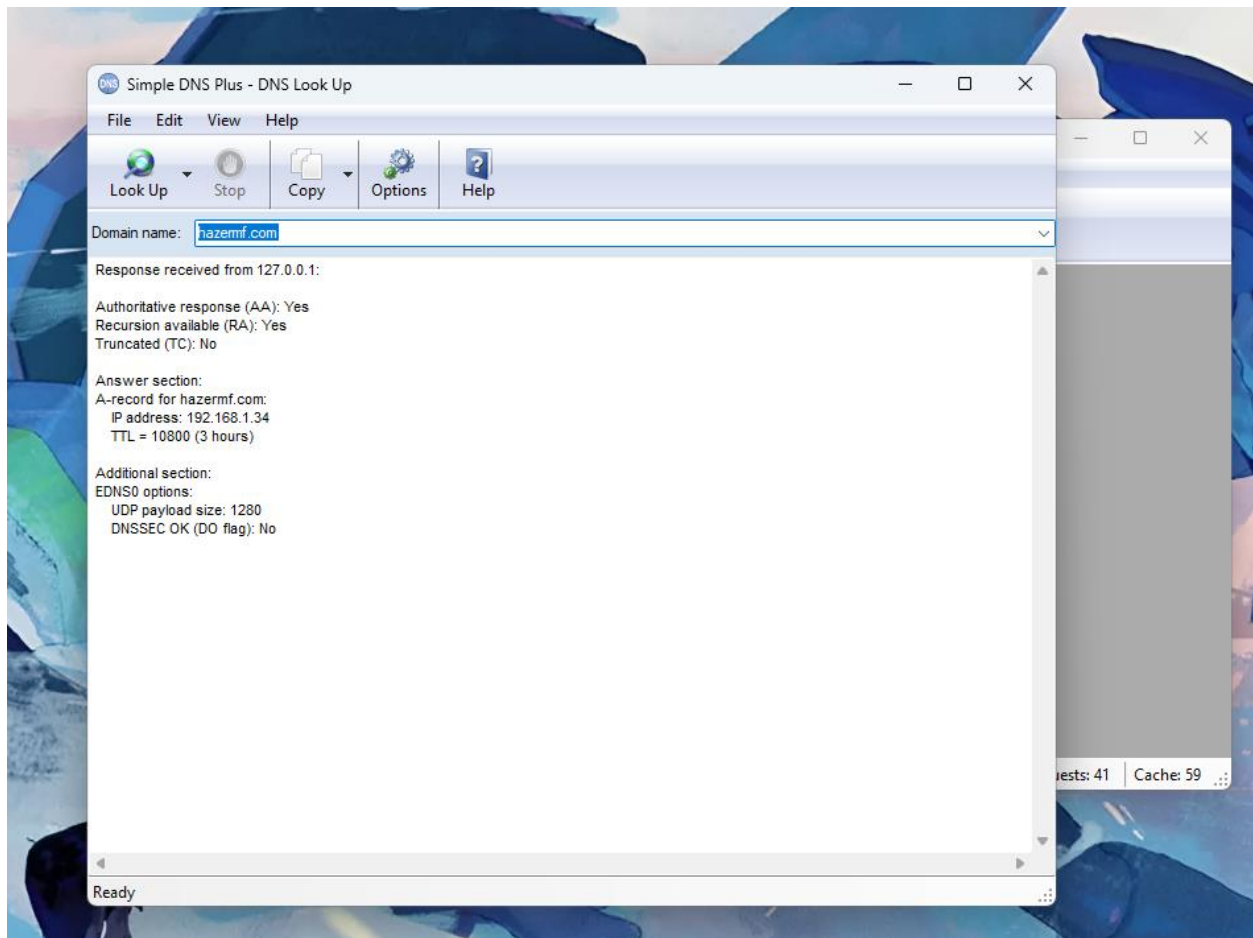 Simple DNS Plus - DNS Look Up
File Edit View Help
Look Up Stop Copy Options Help
Domain name: hazermf.com
Response received from 127.0.0.1:
Authoritative response (AA): Yes
Recursion available (RA): Yes
Truncated (TC): No
Answer section:
A-record for hazermf.com:
IP address: 192.168.1.34
TTL = 10800 (3 hours)
Additional section:
EDNS0 options:
UDP payload size: 1280
DNSSEC OK (DO flag): No
Cache: 59
41
Ready